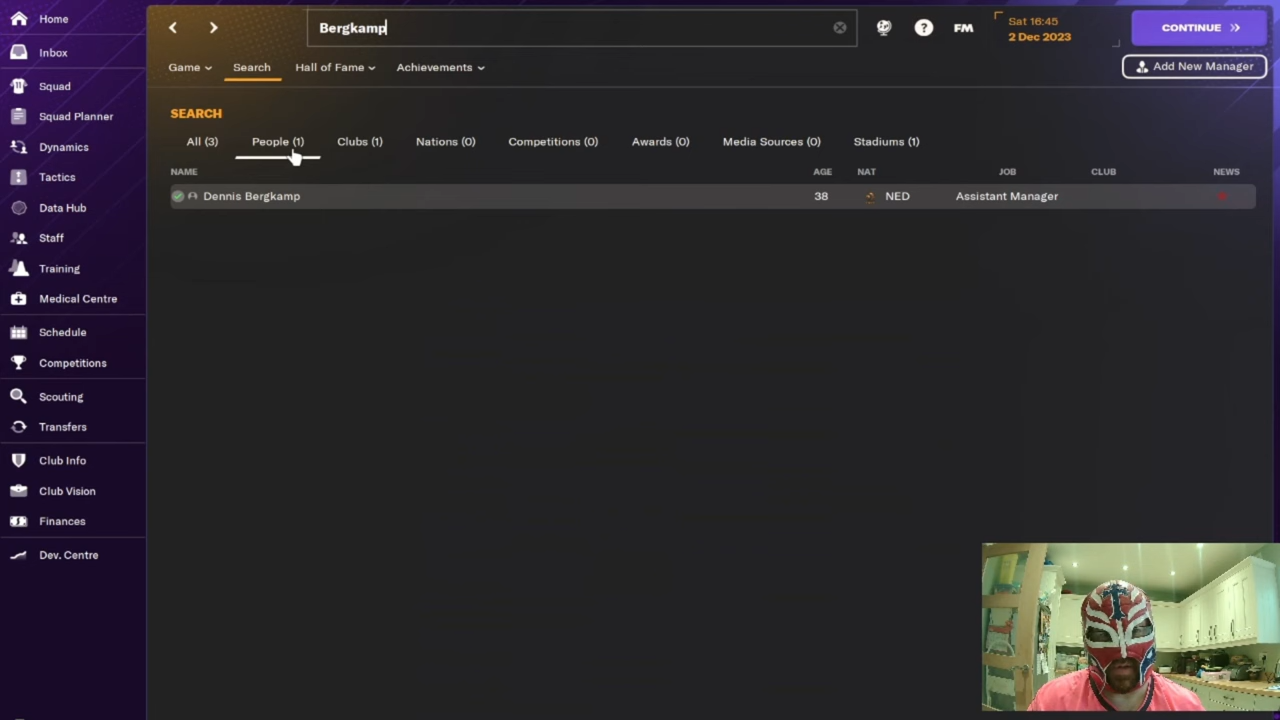 Home
Inbox
Squad
Squad Planner
Dynamics
Tactics
Data Hub
Staff
Training
Medical Centre
Schedule
Competitions
Scouting
Transfers
Club Info
Club Vision
Finances
Dev. Centre
Bergkamp
? FM Sat 16:45
2 Dec 2023
CONTINUE
Game Search Hall of Fame Achievements
Add New Manager
SEARCH
All (3) People (1) Clubs (1) Nations (0) Competitions (0) Awards (0) Media Sources (0) Stadiums (1)
NAME AGE NAT JOB CLUB NEWS
Dennis Bergkamp 38 NED Assistant Manager